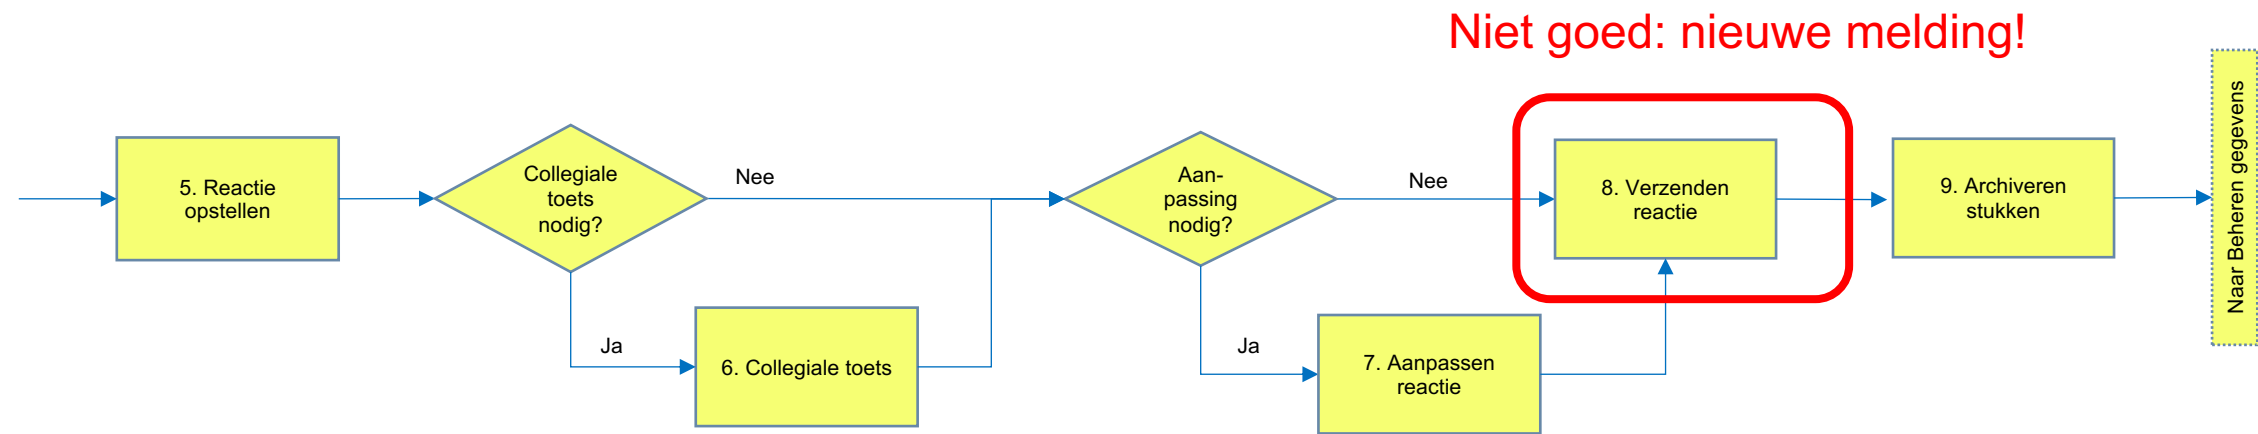 Niet goed: nieuwe melding!
5. Reactie
opstellen
Collegiale
toets
nodig?
Nee
Ja
6. Collegiale toets
Aan-
passing
nodig?
Nee
Ja
7. Aanpassen
reactie
8. Verzenden
reactie
9. Archiveren
stukken
Naar Beheren gegevens